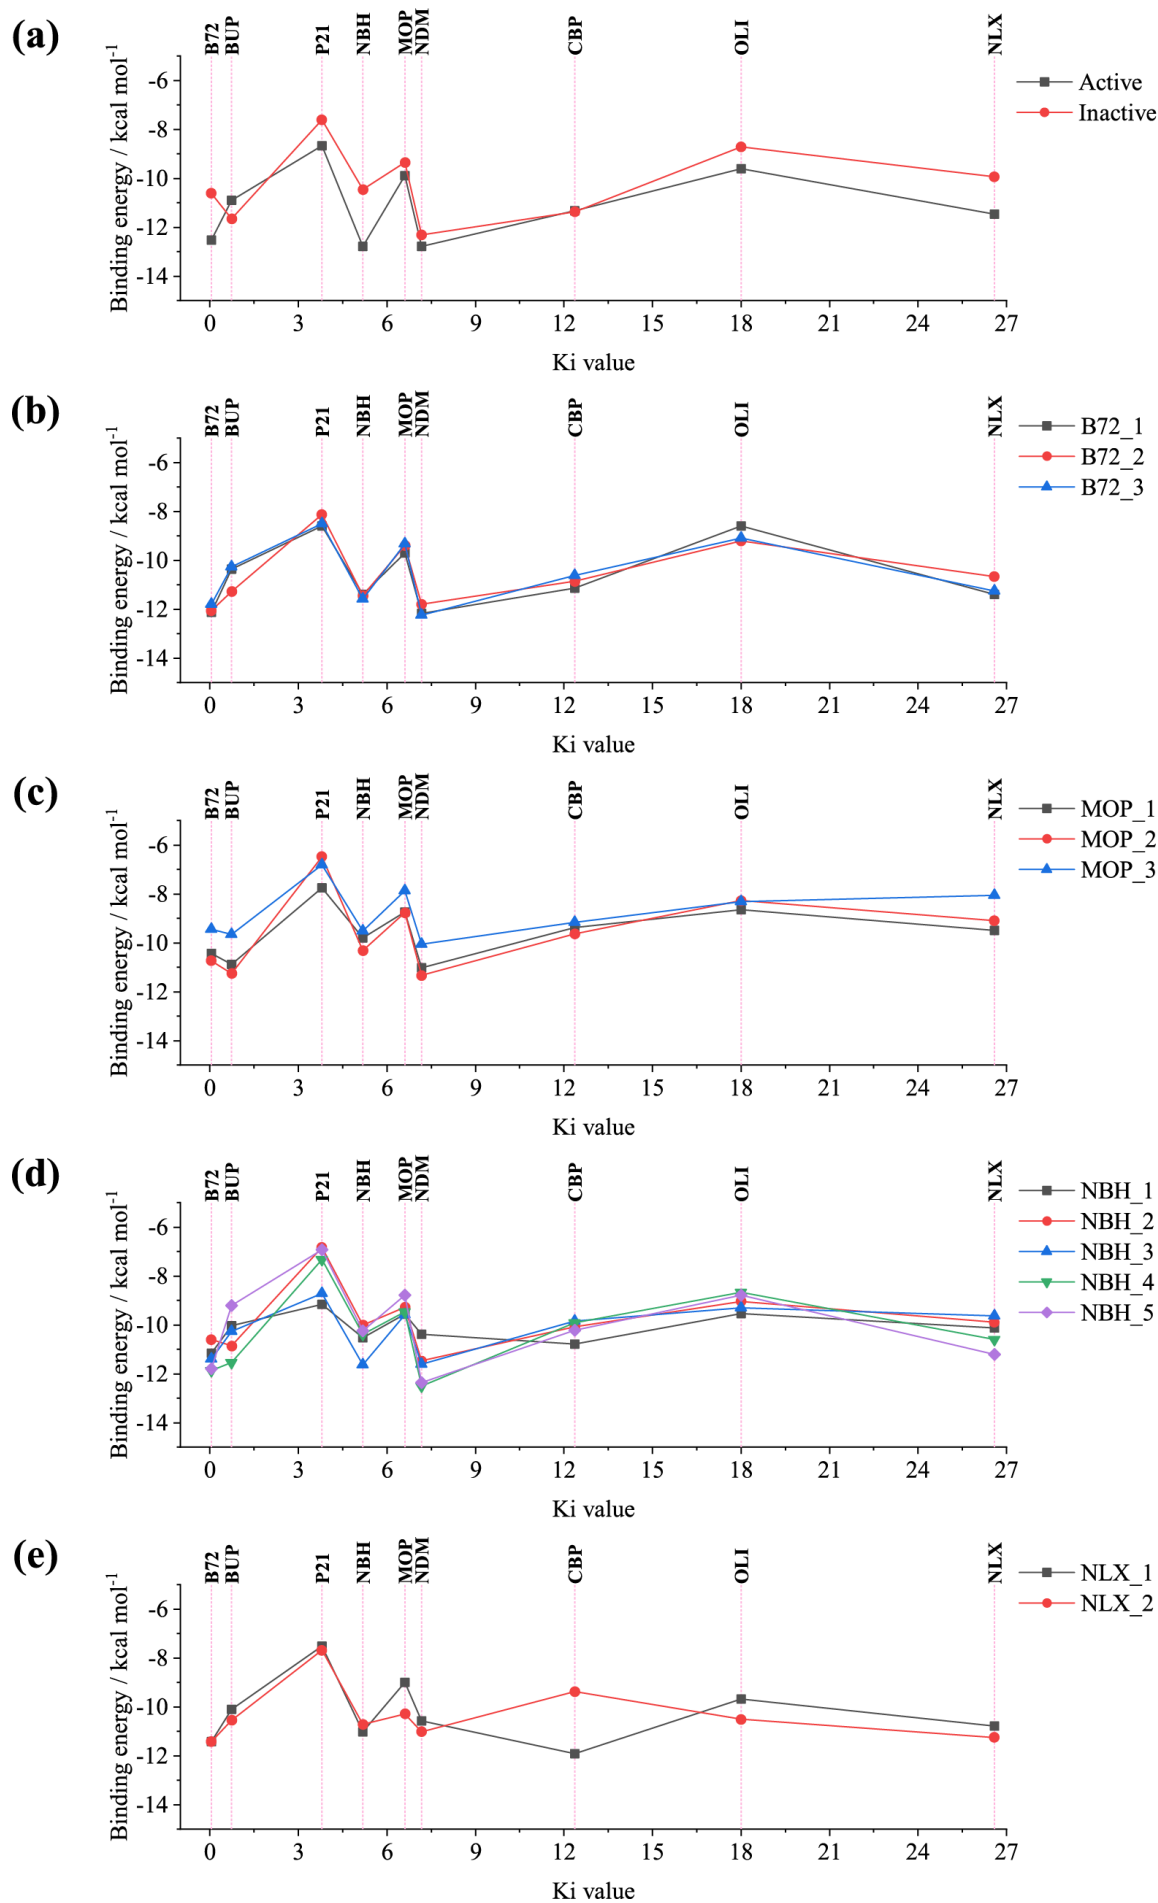 (a)
B72 BUP P21 NBH MOP NDM CBP OLI NLX
Binding energy / kcal mol⁻¹
-6
-8
-10
-12
-14
0 3 6 9 12 15 18 21 24 27
Ki value
Active
Inactive
(b)
B72 BUP P21 NBH MOP NDM CBP OLI NLX
Binding energy / kcal mol⁻¹
-6
-8
-10
-12
-14
0 3 6 9 12 15 18 21 24 27
Ki value
B72_1
B72_2
B72_3
(c)
B72 BUP P21 NBH MOP NDM CBP OLI NLX
Binding energy / kcal mol⁻¹
-6
-8
-10
-12
-14
0 3 6 9 12 15 18 21 24 27
Ki value
MOP_1
MOP_2
MOP_3
(d)
B72 BUP P21 NBH MOP NDM CBP OLI NLX
Binding energy / kcal mol⁻¹
-6
-8
-10
-12
-14
0 3 6 9 12 15 18 21 24 27
Ki value
NBH_1
NBH_2
NBH_3
NBH_4
NBH_5
(e)
B72 BUP P21 NBH MOP NDM CBP OLI NLX
Binding energy / kcal mol⁻¹
-6
-8
-10
-12
-14
0 3 6 9 12 15 18 21 24 27
Ki value
NLX_1
NLX_2